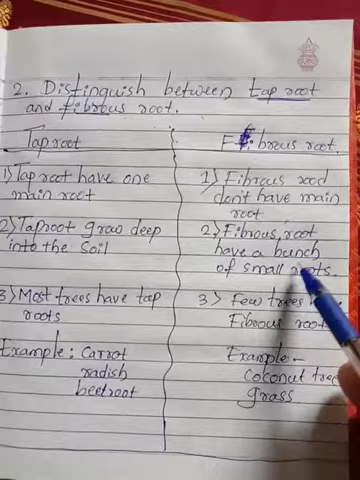 2. Distinguish between tap root
and fibrous root.
Tap root
Fibrous root.
1) Tap root have one
main root
1) Fibrous rood
don't have main
root
2) Taproot grow deep
into the soil
2) Fibrous root
have a bunch
of small roots.
3) Most trees have tap
roots
3) Few trees
Fibrous root
Example: Carrot
radish
beetroot
Example -
coconut tree
grass